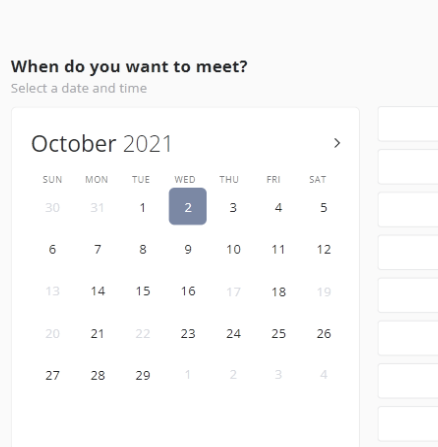 When do you want to meet?
Select a date and time
October 2021
SUN MON TUE WED THU FRI SAT
30 31 1 2 3 4 5
6 7 8 9 10 11 12
13 14 15 16 17 18 19
20 21 22 23 24 25 26
27 28 29 1 2 3 4